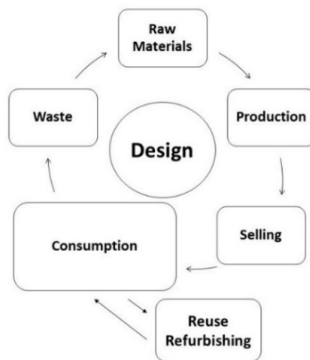 Raw
Materials
Waste
Production
Design
Consumption
Selling
Reuse
Refurbishing